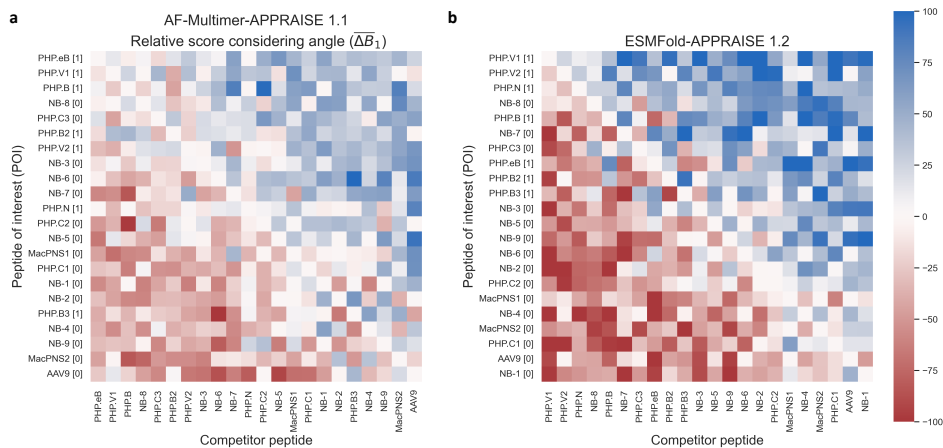 a
AF-Multimer-APPRAISE 1.1
Relative score considering angle (ΔB̅₁)
Peptide of interest (POI)
PHP.eB [1]
PHP.V1 [1]
PHP.B [1]
NB-8 [0]
PHP.C3 [0]
PHP.B2 [1]
PHP.V2 [1]
NB-3 [0]
NB-6 [0]
NB-7 [0]
PHP.N [1]
PHP.C2 [0]
NB-5 [0]
MacPNS1 [0]
PHP.C1 [0]
NB-1 [0]
NB-2 [0]
PHP.B3 [1]
NB-4 [0]
NB-9 [0]
MacPNS2 [0]
AAV9 [0]
PHP.eB
PHP.V1
PHP.B
NB-8
PHP.C3
PHP.B2
PHP.V2
NB-3
NB-6
NB-7
PHP.N
PHP.C2
NB-5
MacPNS1
PHP.C1
NB-1
NB-2
PHP.B3
NB-4
NB-9
MacPNS2
AAV9
Competitor peptide
b
ESMFold-APPRAISE 1.2
Peptide of interest (POI)
PHP.V1 [1]
PHP.V2 [1]
PHP.N [1]
NB-8 [0]
PHP.B [1]
NB-7 [0]
PHP.C3 [0]
PHP.eB [1]
PHP.B2 [1]
PHP.B3 [1]
NB-3 [0]
NB-5 [0]
NB-9 [0]
NB-6 [0]
NB-2 [0]
PHP.C2 [0]
MacPNS1 [0]
NB-4 [0]
MacPNS2 [0]
PHP.C1 [0]
AAV9 [0]
NB-1 [0]
PHP.V1
PHP.V2
PHP.N
NB-8
PHP.B
NB-7
PHP.C3
PHP.eB
PHP.B2
PHP.B3
NB-3
NB-5
NB-9
NB-6
NB-2
PHP.C2
MacPNS1
NB-4
MacPNS2
PHP.C1
AAV9
NB-1
Competitor peptide
100
75
50
25
0
−25
−50
−75
−100